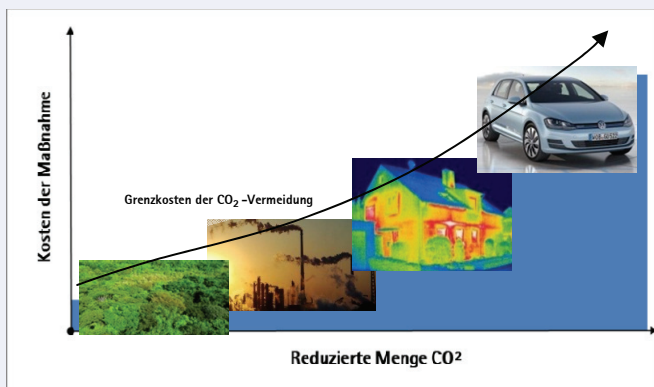 Kosten der Maßnahme
Grenzkosten der CO₂-Vermeidung
Reduzierte Menge CO²